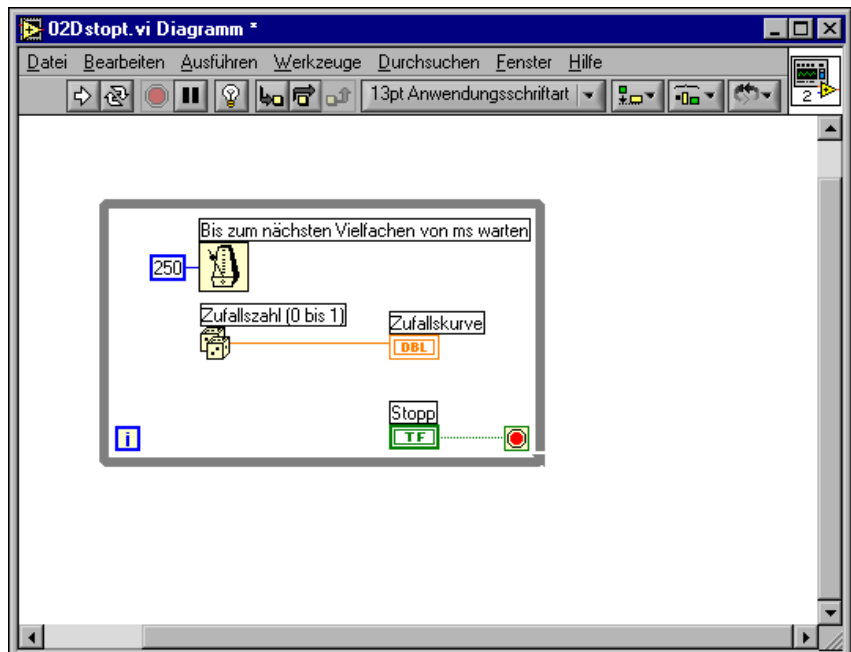 02Dstopt.vi Diagramm *
Datei Bearbeiten Ausführen Werkzeuge Durchsuchen Fenster Hilfe
13pt Anwendungsschriftart
2
Bis zum nächsten Vielfachen von ms warten
250
Zufallszahl (0 bis 1)
Zufallskurve
DBL
Stopp
TF
i